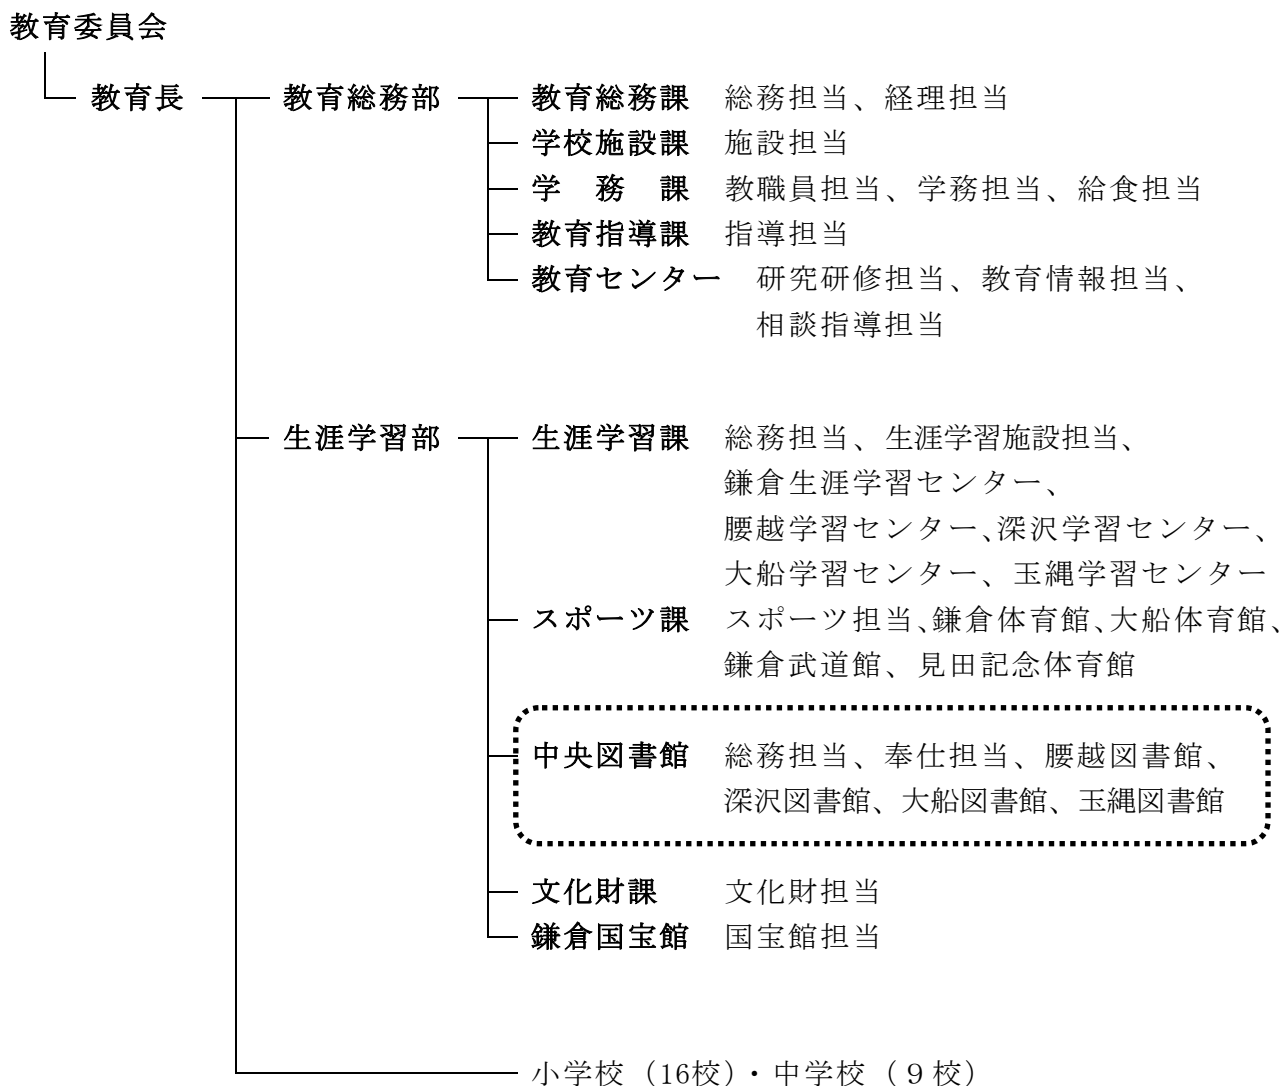 教育委員会
教育長 教育総務部 教育総務課 総務担当、経理担当
学校施設課 施設担当
学　務　課 教職員担当、学務担当、給食担当
教育指導課 指導担当
教育センター 研究研修担当、教育情報担当、
相談指導担当
生涯学習部 生涯学習課 総務担当、生涯学習施設担当、
鎌倉生涯学習センター、
腰越学習センター、深沢学習センター、
大船学習センター、玉縄学習センター
スポーツ課 スポーツ担当、鎌倉体育館、大船体育館、
鎌倉武道館、見田記念体育館
中央図書館 総務担当、奉仕担当、腰越図書館、
深沢図書館、大船図書館、玉縄図書館
文化財課 文化財担当
鎌倉国宝館 国宝館担当
小学校（16校）・中学校（９校）